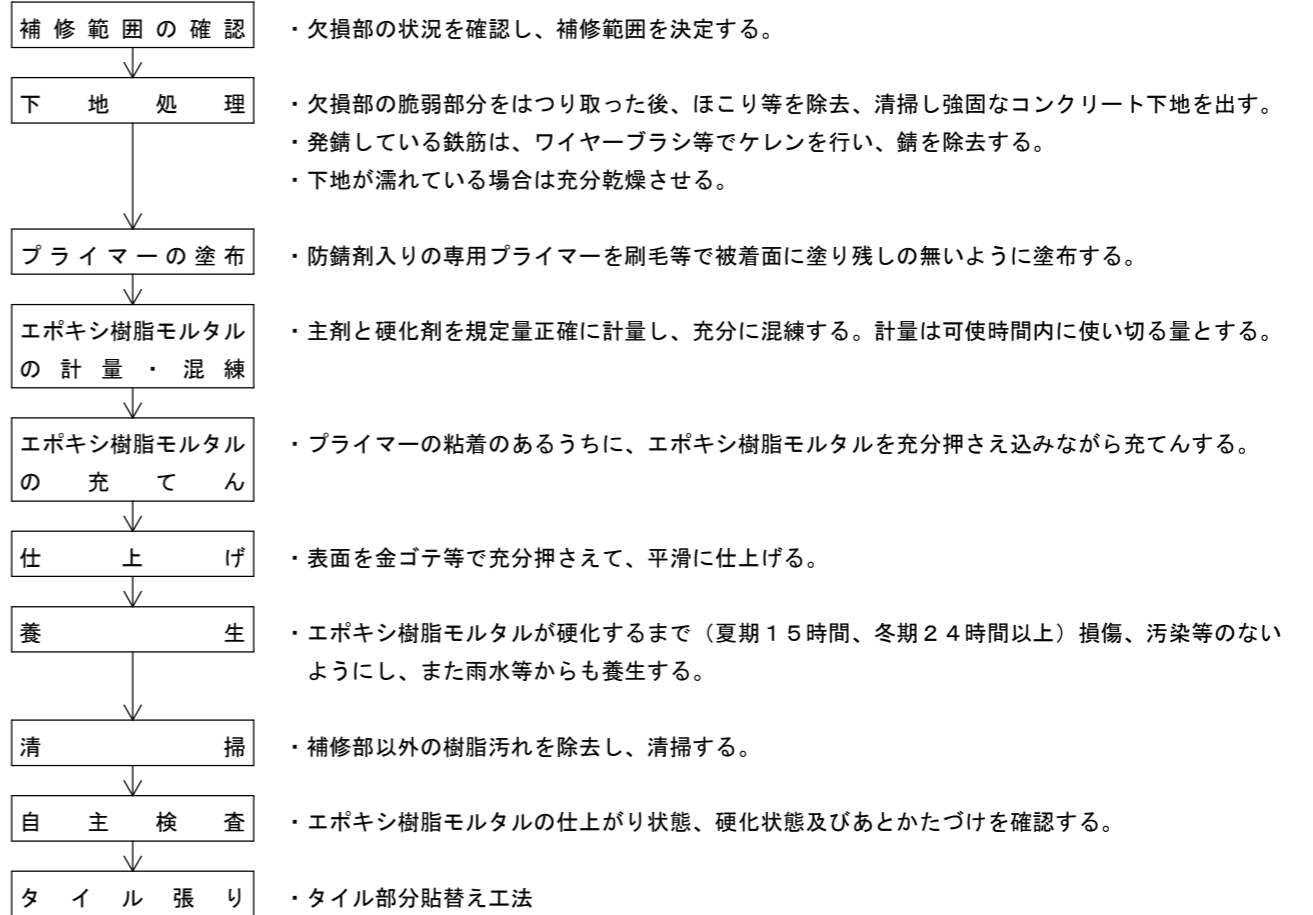 補修範囲の確認
・欠損部の状況を確認し、補修範囲を決定する。
下地処理
・欠損部の脆弱部分をはつり取った後、ほこり等を除去、清掃し強固なコンクリート下地を出す。
・発錆している鉄筋は、ワイヤーブラシ等でケレンを行い、錆を除去する。
・下地が濡れている場合は充分乾燥させる。
プライマーの塗布
・防錆剤入りの専用プライマーを刷毛等で被着面に塗り残しの無いように塗布する。
エポキシ樹脂モルタル
の計量・混練
・主剤と硬化剤を規定量正確に計量し、充分に混練する。計量は可使時間内に使い切る量とする。
エポキシ樹脂モルタル
の充てん
・プライマーの粘着のあるうちに、エポキシ樹脂モルタルを充分押さえ込みながら充てんする。
仕上げ
・表面を金ゴテ等で充分押さえて、平滑に仕上げる。
養生
・エポキシ樹脂モルタルが硬化するまで（夏期１５時間、冬期２４時間以上）損傷、汚染等のない
ようにし、また雨水等からも養生する。
清掃
・補修部以外の樹脂汚れを除去し、清掃する。
自主検査
・エポキシ樹脂モルタルの仕上がり状態、硬化状態及びあとかたづけを確認する。
タイル張り
・タイル部分貼替え工法